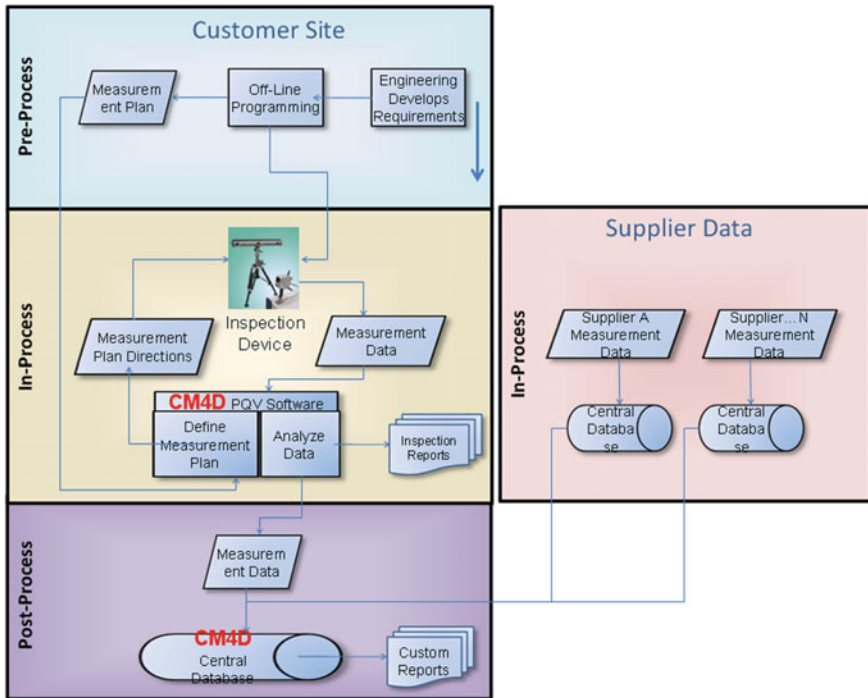 Customer Site
Pre-Process
Measurem
ent Plan
Off-Line
Programming
Engineering
Develops
Requirements
In-Process
Inspection
Device
Measurement
Plan Directions
Measurement
Data
CM4D PQV Software
Define
Measurement
Plan
Analyze
Data
Inspection
Reports
Supplier Data
In-Process
Supplier A
Measurement
Data
Supplier... N
Measurement
Data
Central
Databa
se
Central
Databa
se
Post-Process
Measurem
ent Data
CM4D
Central
Database
Custom
Reports